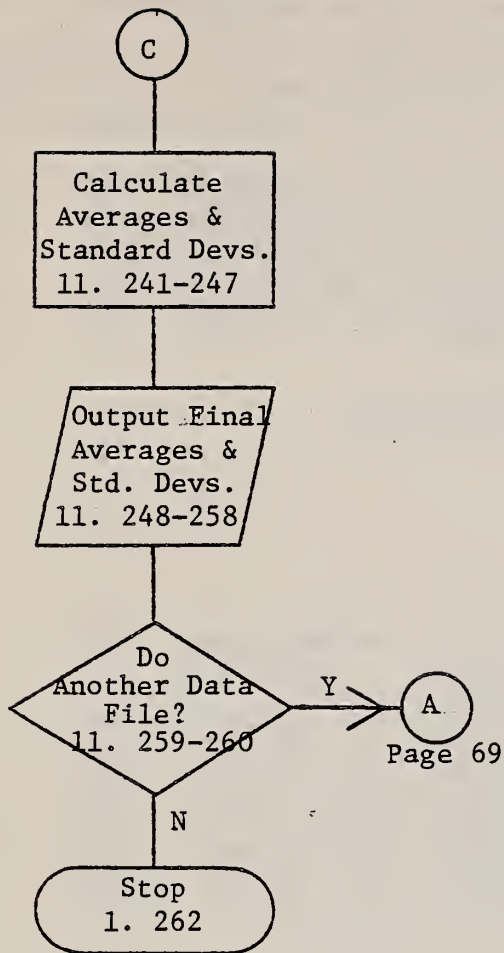 C
Calculate
Averages &
Standard Devs.
11. 241-247
Output Final
Averages &
Std. Devs.
11. 248-258
Do
Another Data
File?
11. 259-260
Y
A
Page 69
N
Stop
1. 262